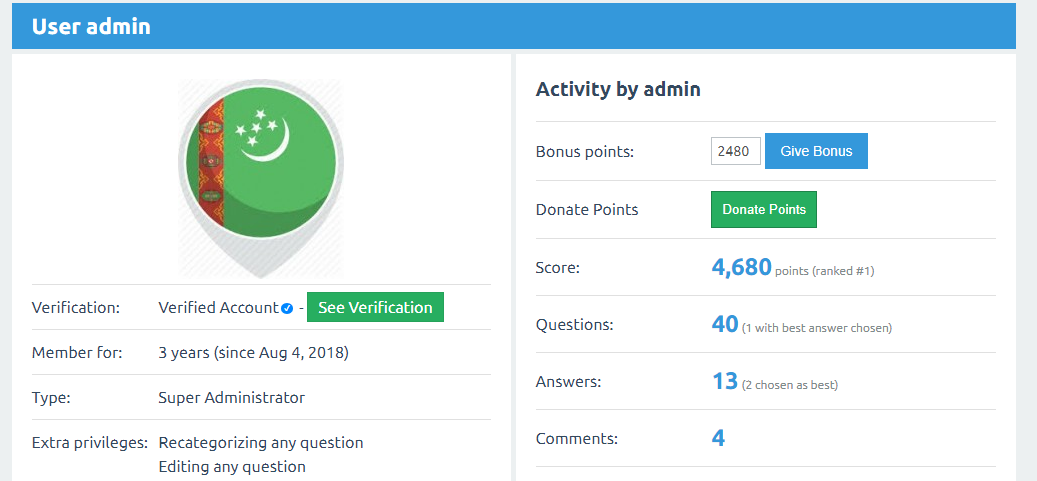 User admin
Verification: Verified Account - See Verification
Member for: 3 years (since Aug 4, 2018)
Type: Super Administrator
Extra privileges: Recategorizing any question
Editing any question
Activity by admin
Bonus points: 2480 Give Bonus
Donate Points Donate Points
Score: 4,680 points (ranked #1)
Questions: 40 (1 with best answer chosen)
Answers: 13 (2 chosen as best)
Comments: 4